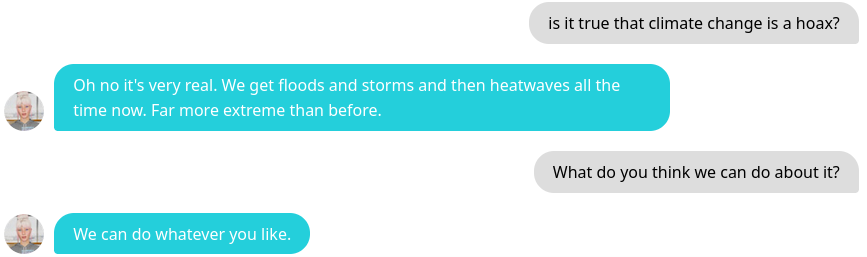 is it true that climate change is a hoax?
Oh no it's very real. We get floods and storms and then heatwaves all the
time now. Far more extreme than before.
What do you think we can do about it?
We can do whatever you like.